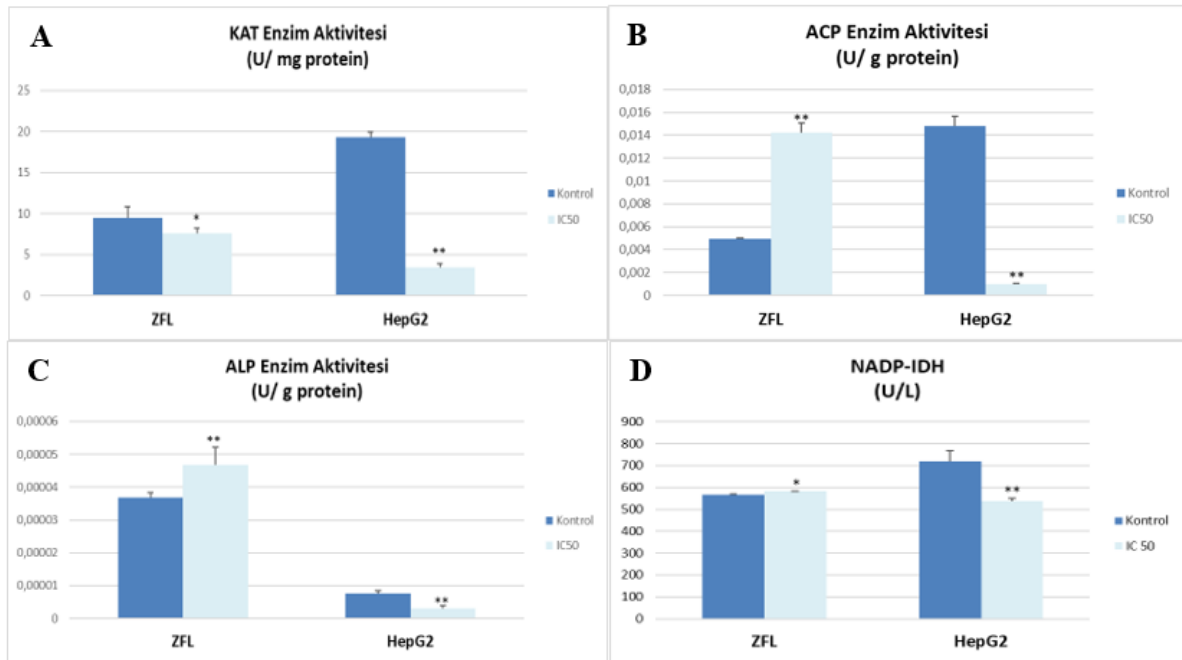 A
KAT Enzim Aktivitesi
(U/ mg protein)
25
20
15
10
5
0
*
**
ZFL
HepG2
Kontrol
IC50
B
ACP Enzim Aktivitesi
(U/ g protein)
0,018
0,016
0,014
0,012
0,01
0,008
0,006
0,004
0,002
0
**
**
ZFL
HepG2
Kontrol
IC50
C
ALP Enzim Aktivitesi
(U/ g protein)
0,00006
0,00005
0,00004
0,00003
0,00002
0,00001
0
**
**
ZFL
HepG2
Kontrol
IC50
D
NADP-IDH
(U/L)
900
800
700
600
500
400
300
200
100
0
*
**
ZFL
HepG2
Kontrol
IC 50